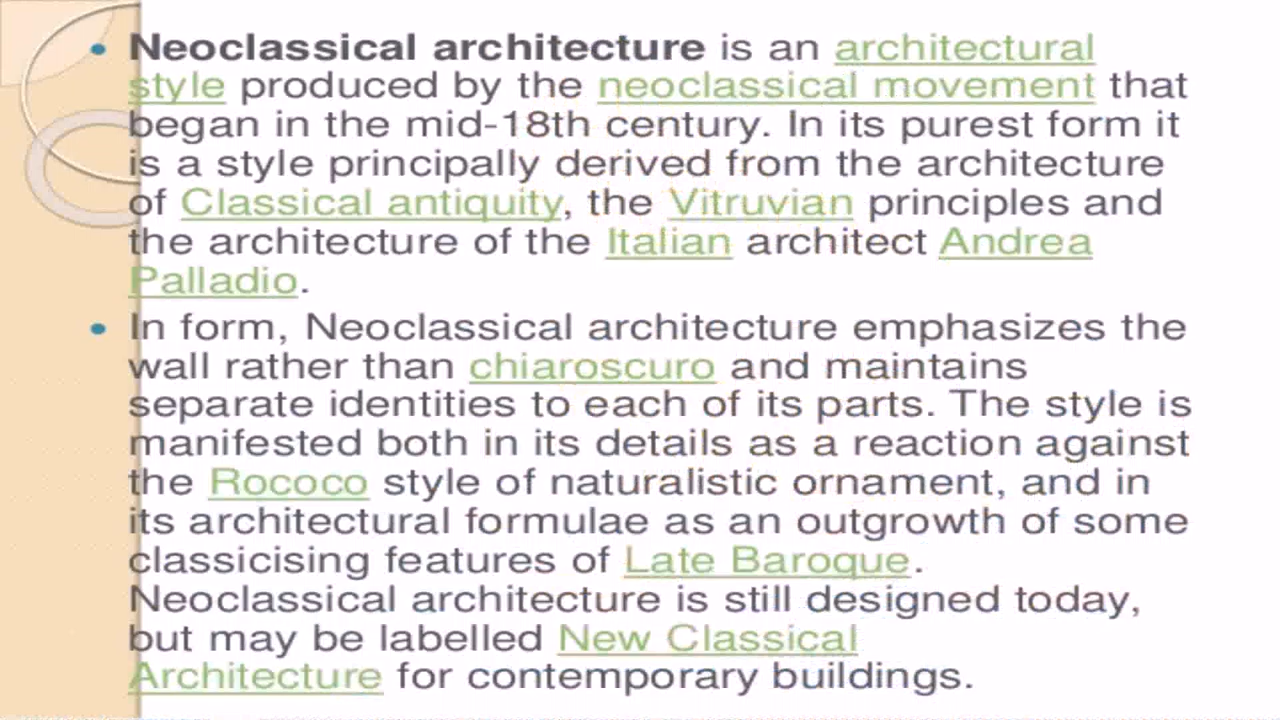 • Neoclassical architecture is an architectural
style produced by the neoclassical movement that
began in the mid-18th century. In its purest form it
is a style principally derived from the architecture
of Classical antiquity, the Vitruvian principles and
the architecture of the Italian architect Andrea
Palladio.
• In form, Neoclassical architecture emphasizes the
wall rather than chiaroscuro and maintains
separate identities to each of its parts. The style is
manifested both in its details as a reaction against
the Rococo style of naturalistic ornament, and in
its architectural formulae as an outgrowth of some
classicising features of Late Baroque.
Neoclassical architecture is still designed today,
but may be labelled New Classical
Architecture for contemporary buildings.